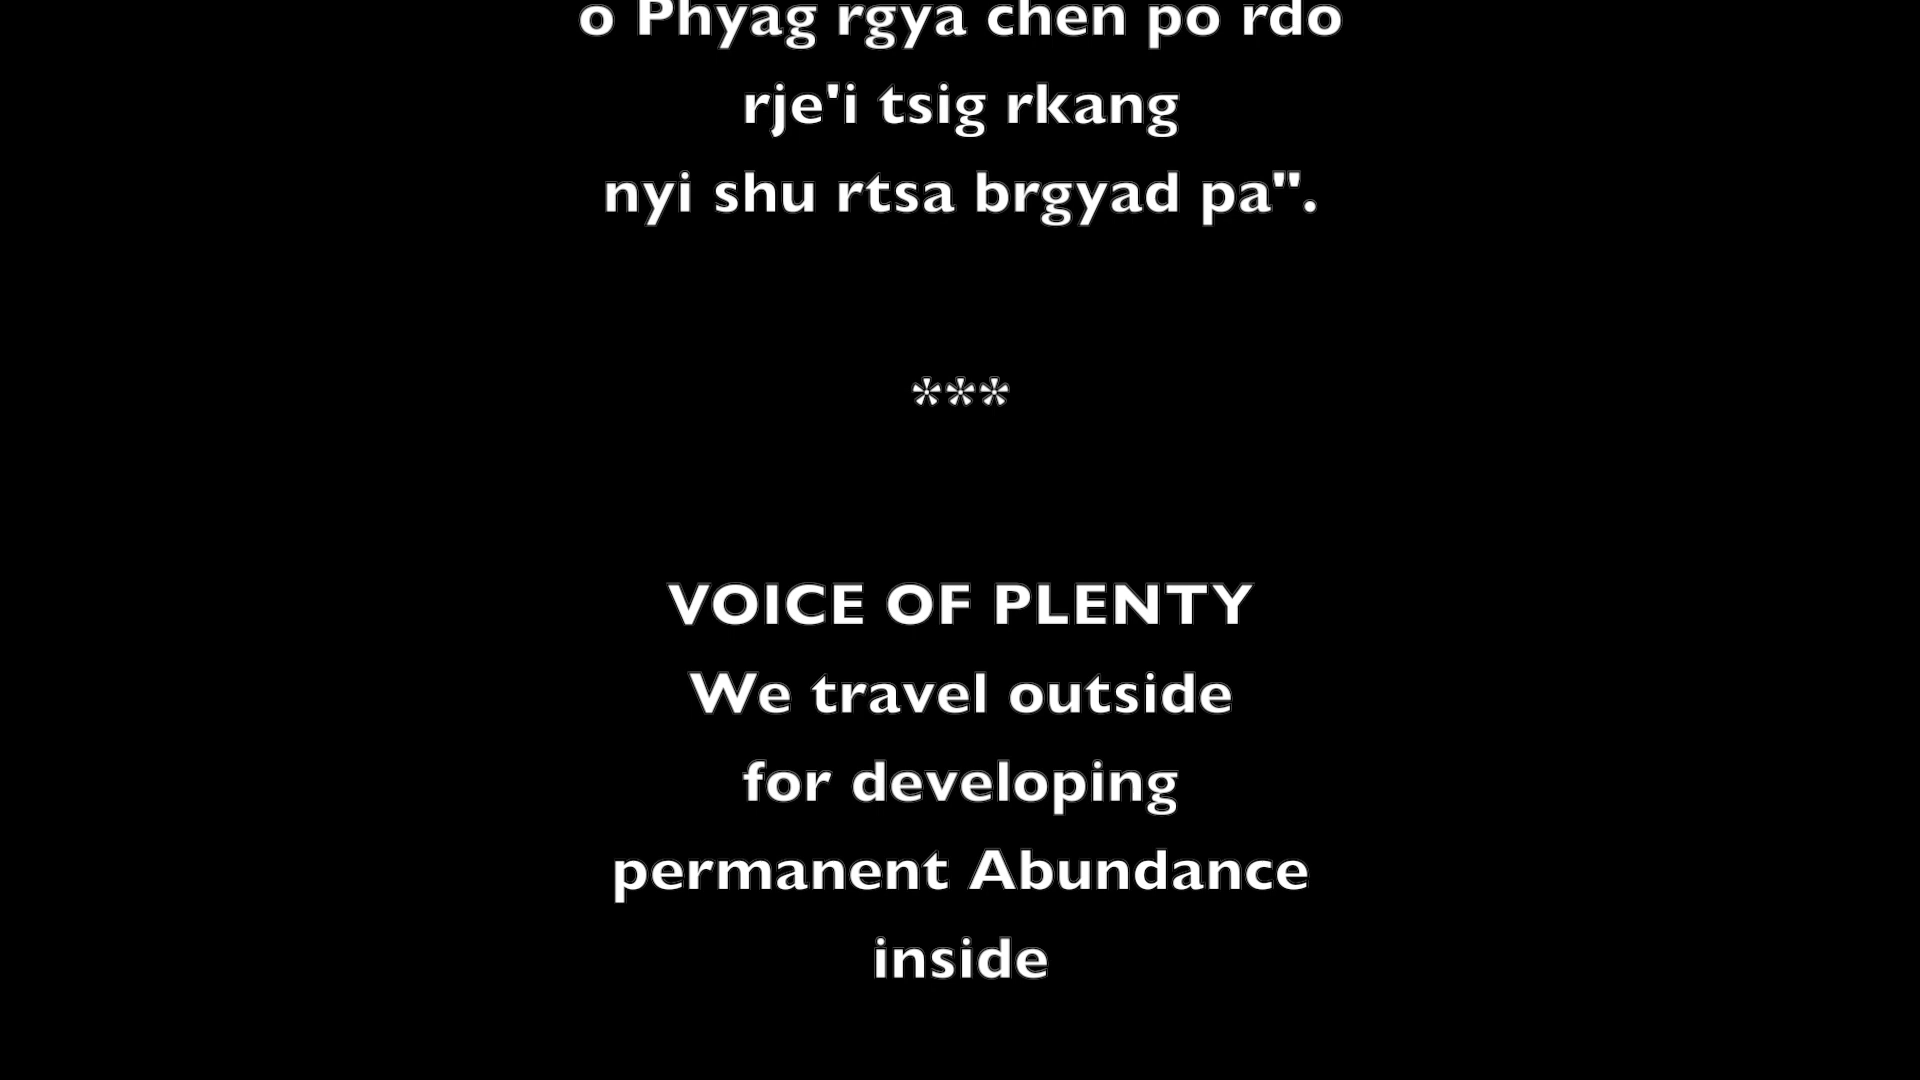 o Phyag rgya chen po rdo
rje'i tsig rkang
nyi shu rtsa brgyad pa".
***
VOICE OF PLENTY
We travel outside
for developing
permanent Abundance
inside